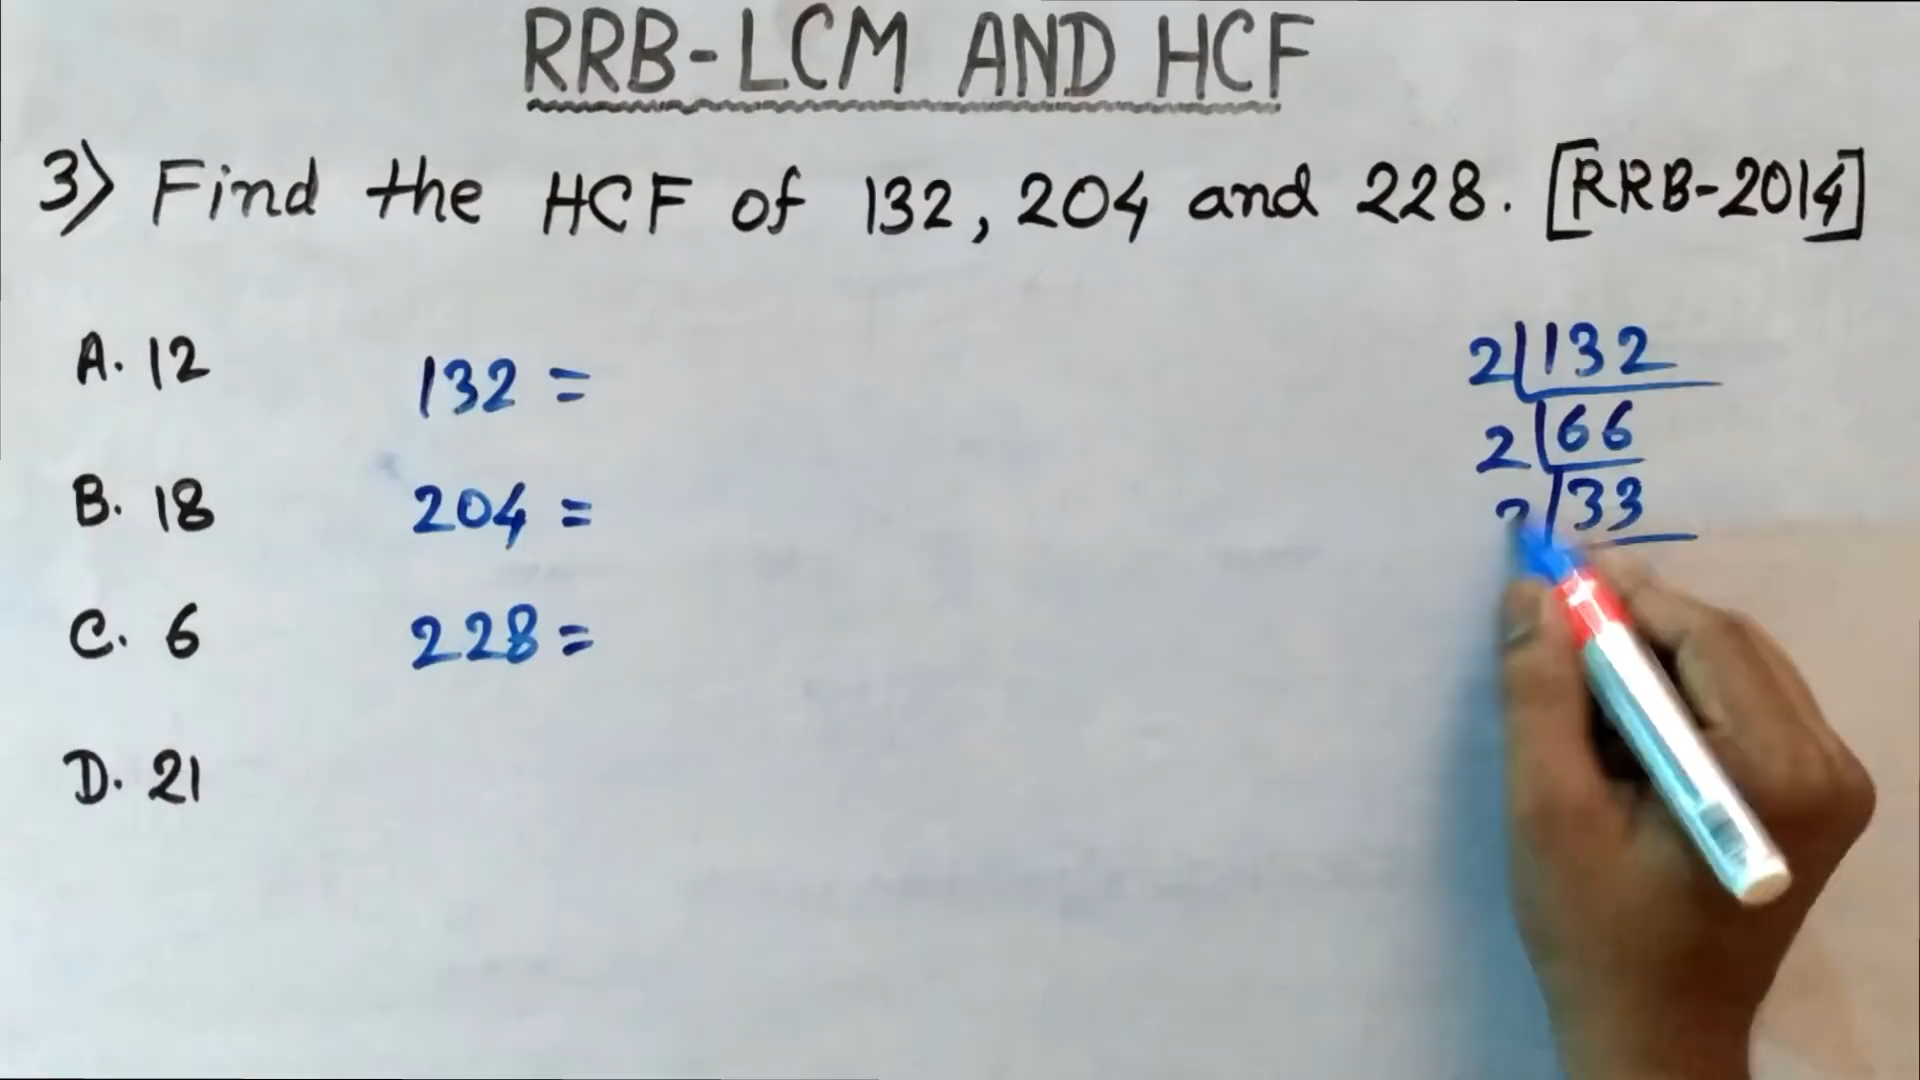 RRB-LCM AND HCF
3) Find the HCF of 132, 204 and 228. [RRB-2014]
A. 12
B. 18
C. 6
D. 21
132 =
204 =
228 =
2 132
2 66
33